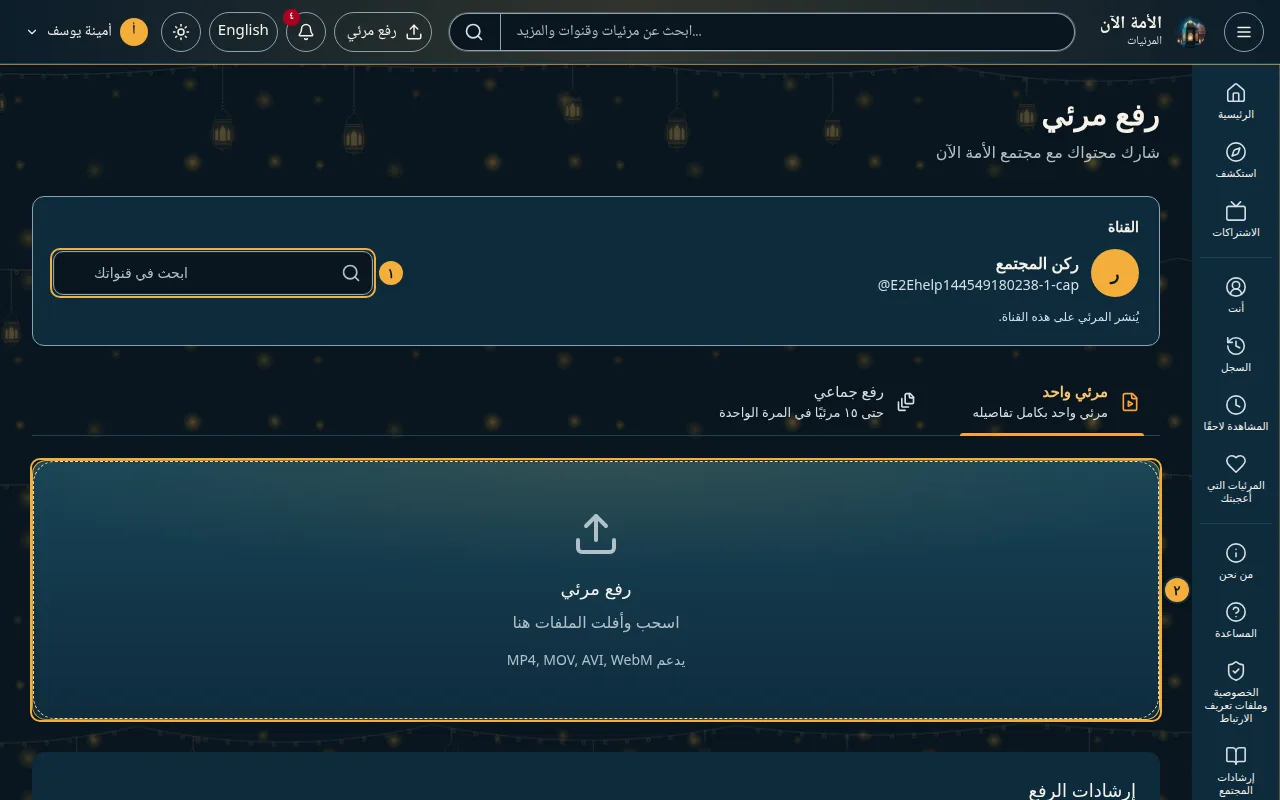 الأمة الآن
المرئيات
ابحث عن مرئيات وقنوات والمزيد...
رفع مرئي
٤
English
أ
أمينة يوسف
الرئيسية
استكشف
الاشتراكات
أنت
السجل
المشاهدة لاحقًا
المرئيات التي
أعجبتك
من نحن
المساعدة
الخصوصية
وملفات تعريف
الارتباط
إرشادات
المجتمع
رفع مرئي
شارك محتواك مع مجتمع الأمة الآن
القناة
ر
ركن المجتمع
@E2Ehelp144549180238-1-cap
يُنشر المرئي على هذه القناة.
١
ابحث في قنواتك
مرئي واحد
مرئي واحد بكامل تفاصيله
رفع جماعي
حتى ١٥ مرئيًا في المرة الواحدة
٢
رفع مرئي
اسحب وأفلت الملفات هنا
يدعم MP4, MOV, AVI, WebM
إرشادات الرفع